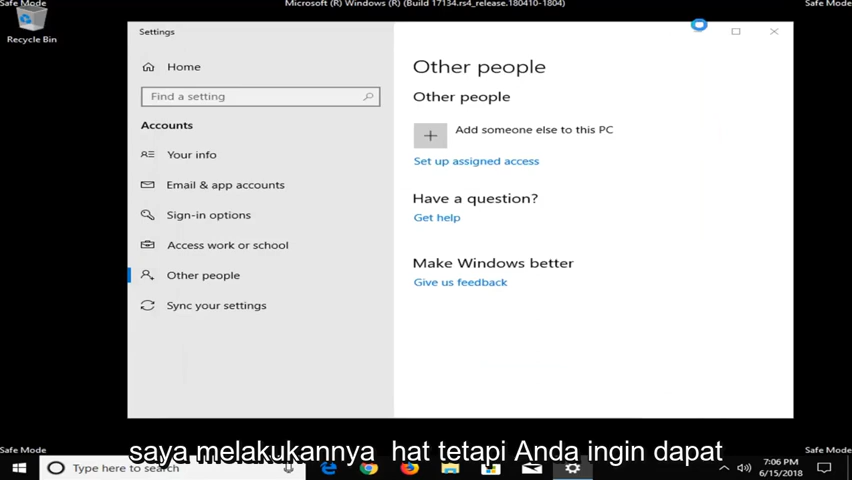 Safe Mode
Microsoft (R) Windows (R) (Build 17134.rs4_release.180410-1804)
Safe Mode
Recycle Bin
Settings
Home
Find a setting
Accounts
Your info
Email & app accounts
Sign-in options
Access work or school
Other people
Sync your settings
Other people
Other people
Add someone else to this PC
Set up assigned access
Have a question?
Get help
Make Windows better
Give us feedback
saya melakukannya hat tetapi Anda ingin dapat
Safe Mode
Safe Mode
Type here to search
7:06 PM
6/15/2018